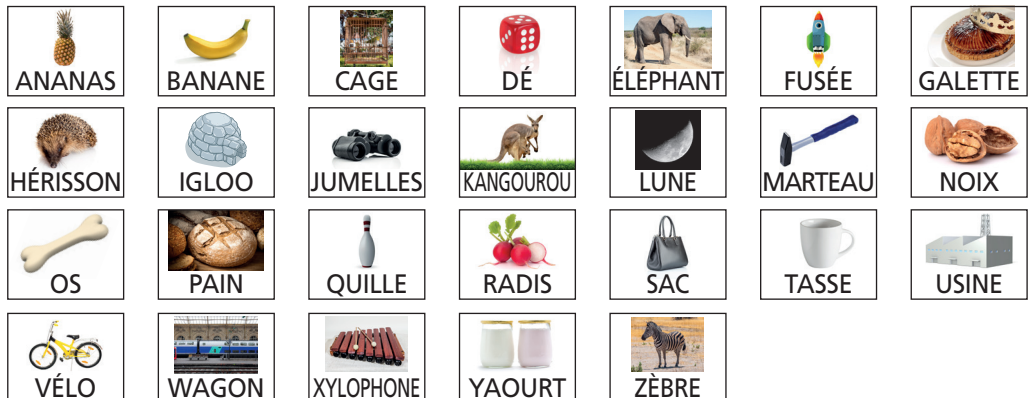 ANANAS BANANE CAGE DÉ ÉLÉPHANT FUSÉE GALETTE
HÉRISSON IGLOO JUMELLES KANGOUROU LUNE MARTEAU NOIX
OS PAIN QUILLE RADIS SAC TASSE USINE
VÉLO WAGON XYLOPHONE YAOURT ZÈBRE